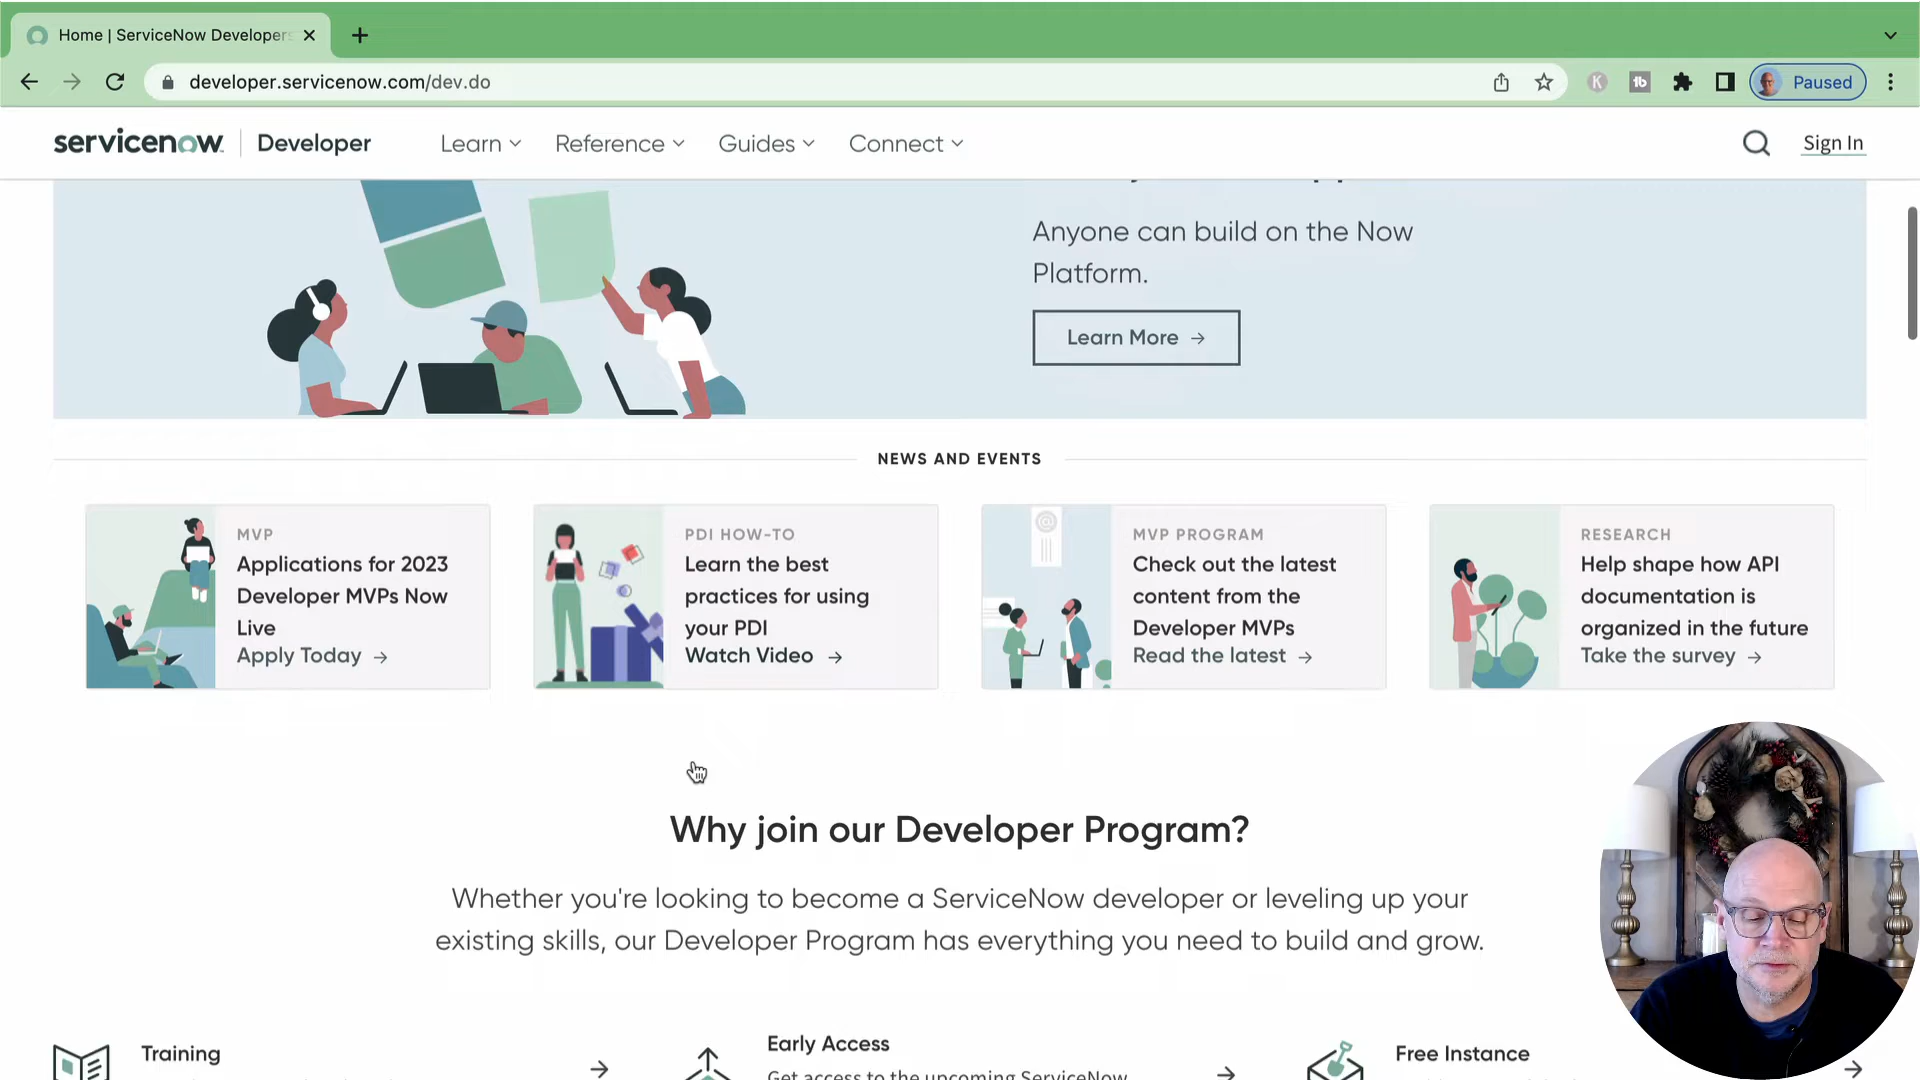 Home | ServiceNow Developers
developer.servicenow.com/dev.do
Paused
servicenow
Developer
Learn
Reference
Guides
Connect
Sign In
Anyone can build on the Now
Platform.
Learn More →
NEWS AND EVENTS
MVP
Applications for 2023
Developer MVPs Now
Live
Apply Today →
PDI HOW-TO
Learn the best
practices for using
your PDI
Watch Video →
MVP PROGRAM
Check out the latest
content from the
Developer MVPs
Read the latest →
RESEARCH
Help shape how API
documentation is
organized in the future
Take the survey →
Why join our Developer Program?
Whether you're looking to become a ServiceNow developer or leveling up your
existing skills, our Developer Program has everything you need to build and grow.
Training
Early Access
Get access to the upcoming ServiceNow
Free Instance